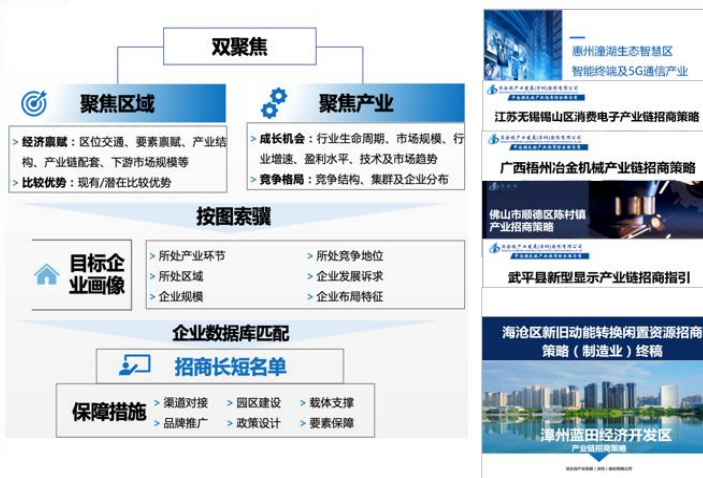 双聚焦
聚焦区域
> 经济禀赋：区位交通、要素禀赋、产业结
构、产业链配套、下游市场规模等
> 比较优势：现有/潜在比较优势
聚焦产业
> 成长机会：行业生命周期、市场规模、行
业增速、盈利水平、技术及市场趋势
> 竞争格局：竞争结构、集群及企业分布
按图索骥
目标企
业画像
> 所处产业环节
> 所处区域
> 企业规模
> 所处竞争地位
> 企业发展诉求
> 企业布局特征
企业数据库匹配
招商长短名单
保障措施
> 渠道对接
> 园区建设
> 载体支撑
> 品牌推广
> 政策设计
> 要素保障
惠州潼湖生态智慧区
智能终端及5G通信产业
江苏无锡锡山区消费电子产业链招商策略
广西梧州冶金机械产业链招商策略
佛山市顺德区陈村镇
产业招商策略
武平县新型显示产业链招商指引
海沧区新旧动能转换闲置资源招商
策略（制造业）终稿
漳州蓝田经济开发区
产业链招商策略